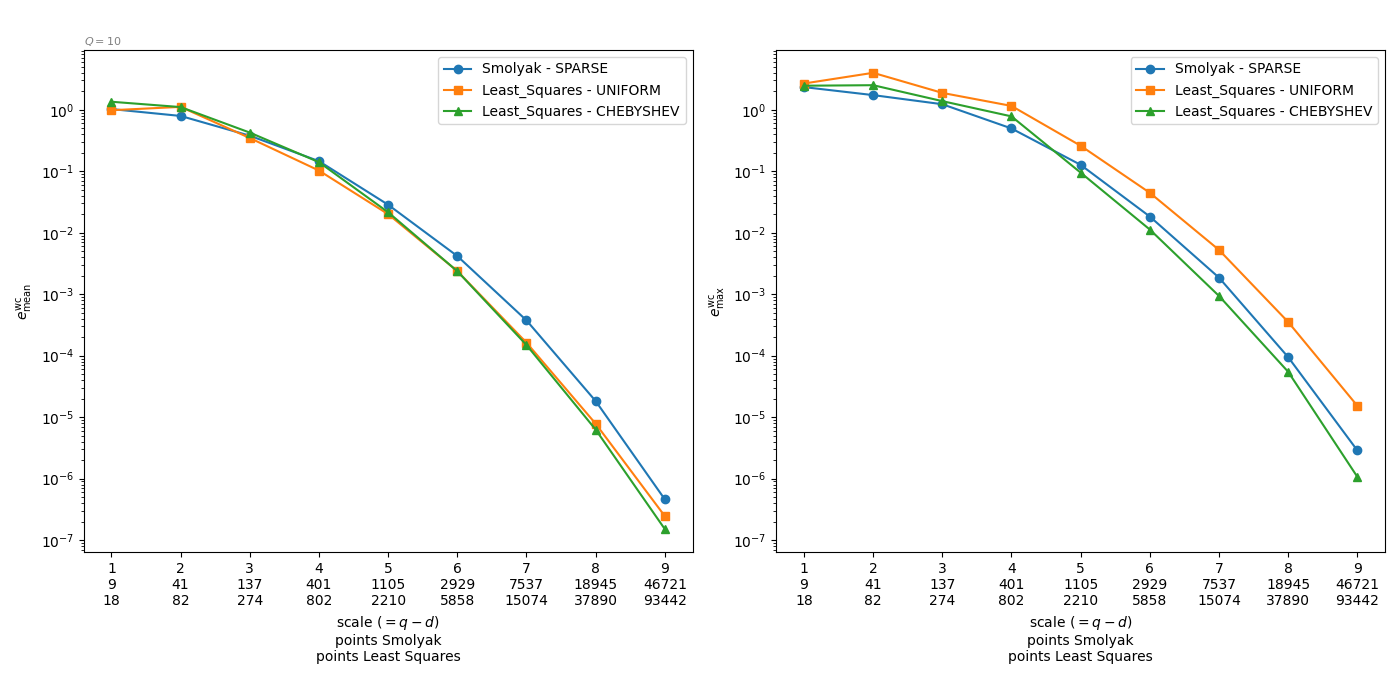 Q = 10
Smolyak - SPARSE
Least_Squares - UNIFORM
Least_Squares - CHEBYSHEV
10^0
10^-1
10^-2
10^-3
10^-4
10^-5
10^-6
10^-7
e^wc_mean
1 2 3 4 5 6 7 8 9
9 41 137 401 1105 2929 7537 18945 46721
18 82 274 802 2210 5858 15074 37890 93442
scale (= q − d)
points Smolyak
points Least Squares
Smolyak - SPARSE
Least_Squares - UNIFORM
Least_Squares - CHEBYSHEV
10^0
10^-1
10^-2
10^-3
10^-4
10^-5
10^-6
10^-7
e^wc_max
1 2 3 4 5 6 7 8 9
9 41 137 401 1105 2929 7537 18945 46721
18 82 274 802 2210 5858 15074 37890 93442
scale (= q − d)
points Smolyak
points Least Squares